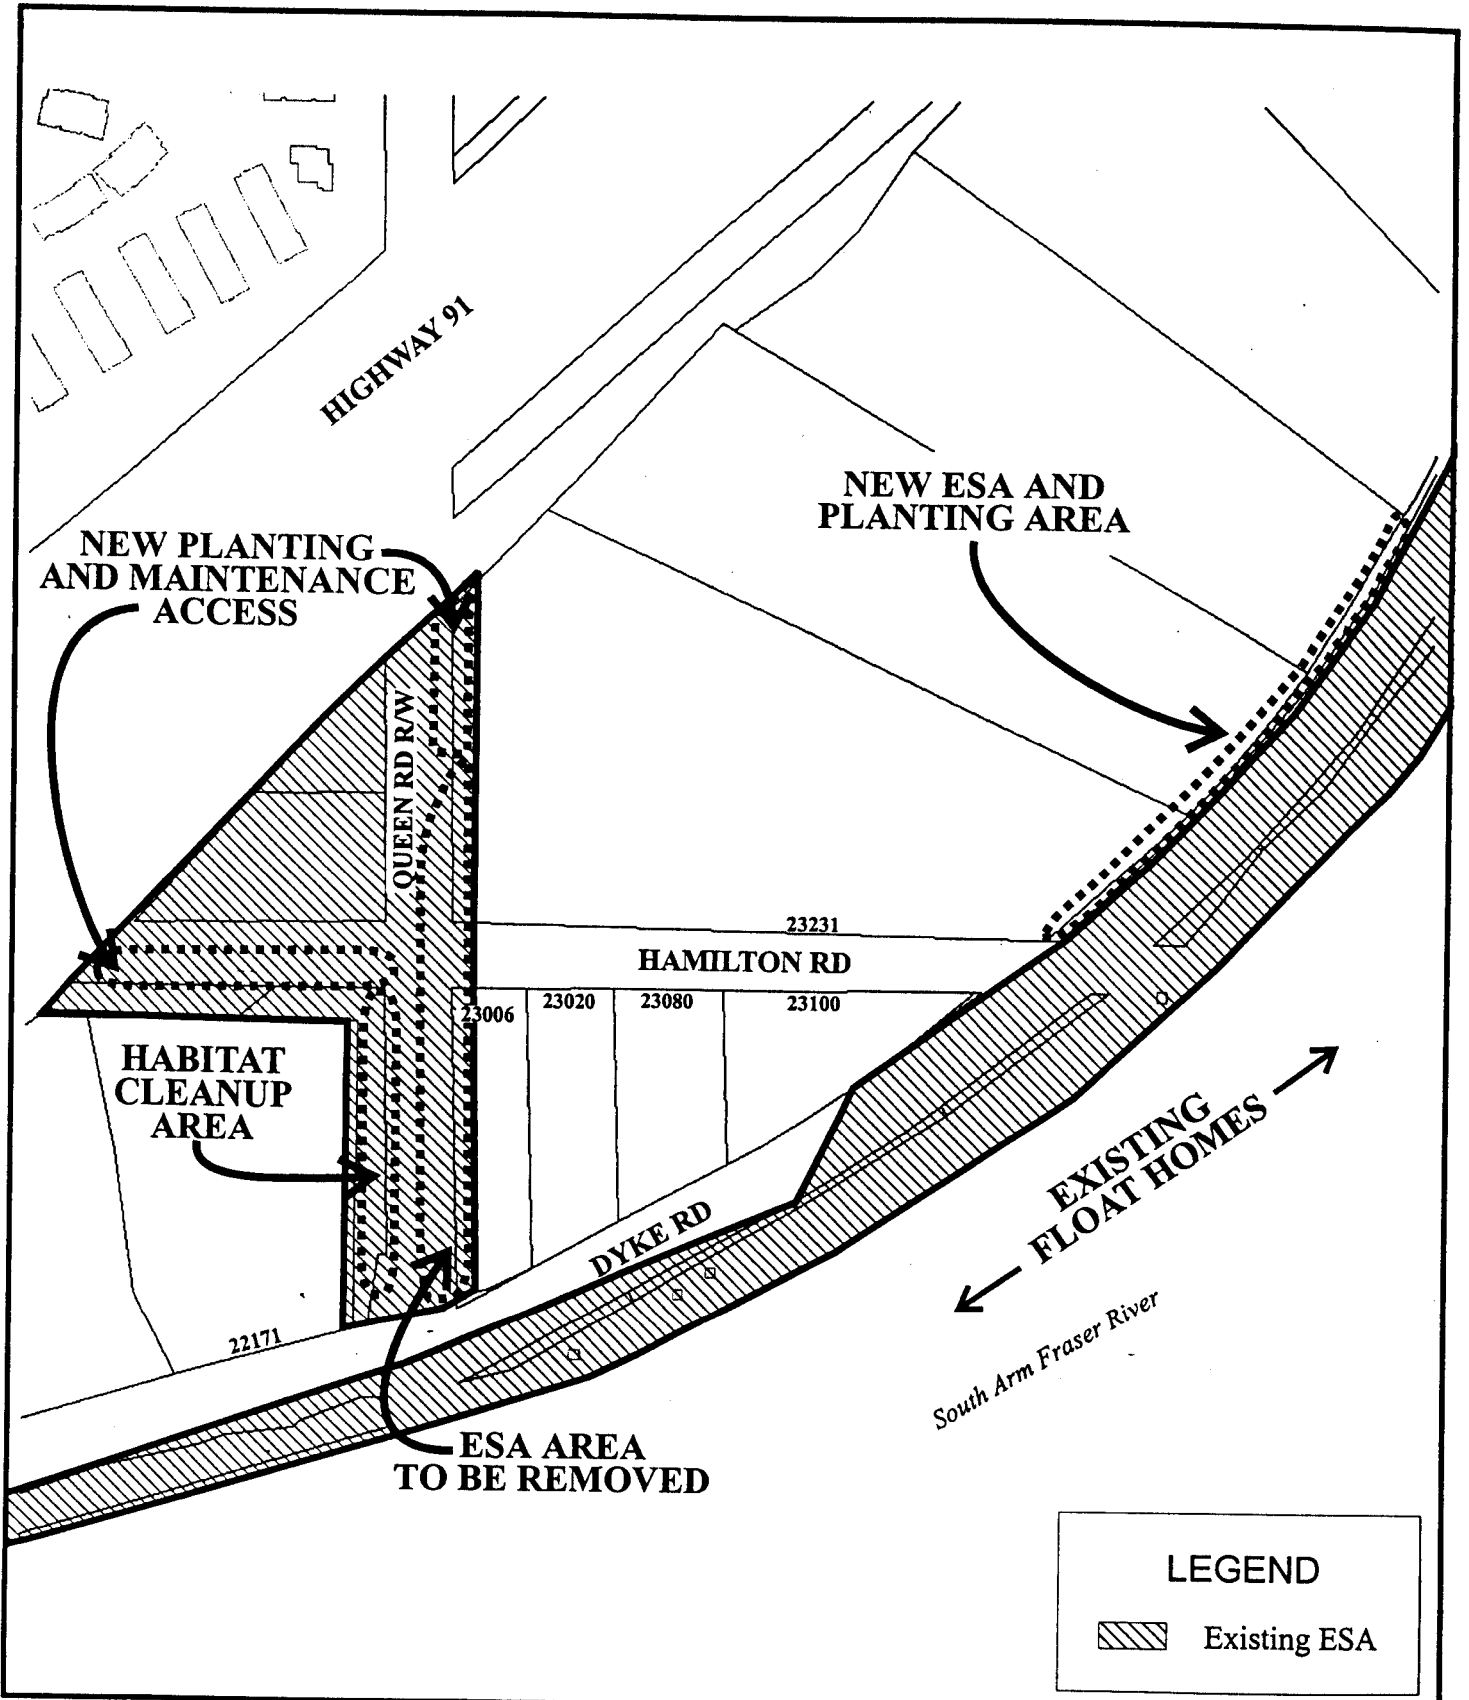 HIGHWAY 91
NEW ESA AND
PLANTING AREA
NEW PLANTING
AND MAINTENANCE
ACCESS
QUEEN RD R/W
23231
HAMILTON RD
23006
23020
23080
23100
HABITAT
CLEANUP
AREA
EXISTING
FLOAT HOMES
DYKE RD
22171
South Arm Fraser River
ESA AREA
TO BE REMOVED
LEGEND
Existing ESA